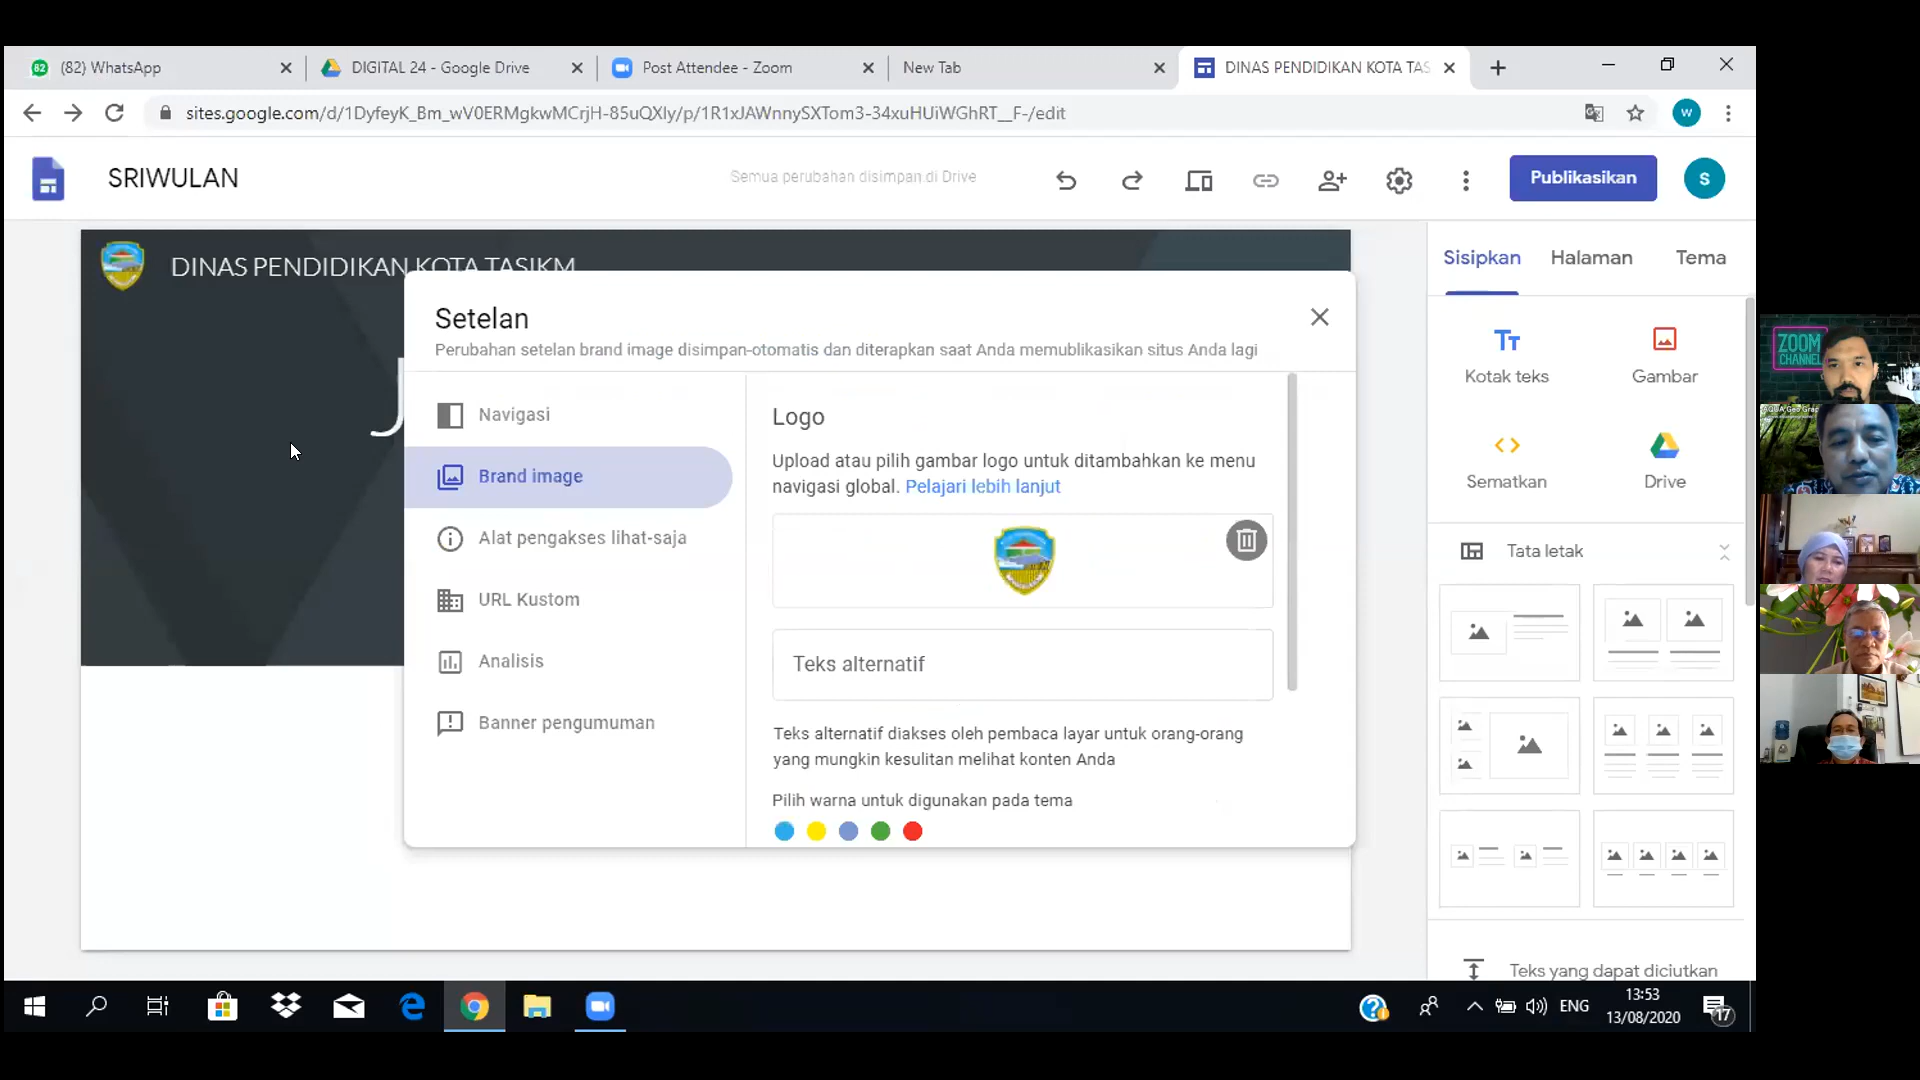 (82) WhatsApp
DIGITAL 24 - Google Drive
Post Attendee - Zoom
New Tab
DINAS PENDIDIKAN KOTA TAS
sites.google.com/d/1DyfeyK_Bm_wV0ERMgkwMCrjH-85uQXly/p/1R1xJAWnnySXTom3-34xuHUiWGhRT__F-/edit
W
SRIWULAN
Semua perubahan disimpan di Drive
Publikasikan
S
DINAS PENDIDIKAN KOTA TASIKM
J
Setelan
Perubahan setelan brand image disimpan-otomatis dan diterapkan saat Anda memublikasikan situs Anda lagi
Navigasi
Brand image
Alat pengakses lihat-saja
URL Kustom
Analisis
Banner pengumuman
Logo
Upload atau pilih gambar logo untuk ditambahkan ke menu
navigasi global. Pelajari lebih lanjut
Teks alternatif
Teks alternatif diakses oleh pembaca layar untuk orang-orang
yang mungkin kesulitan melihat konten Anda
Pilih warna untuk digunakan pada tema
Sisipkan
Halaman
Tema
Kotak teks
Gambar
Sematkan
Drive
Tata letak
Teks yang dapat diciutkan
ZOOM
CHANNEL
ENG
13:53
13/08/2020
17